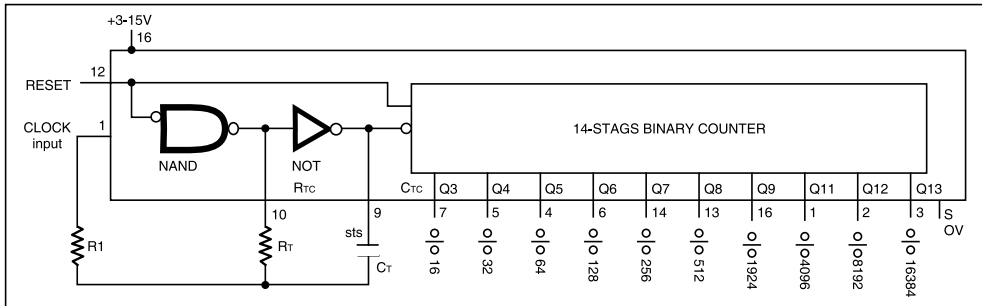 +3-15V
16
12
RESET
CLOCK
input
1
NAND
NOT
14-STAGS BINARY COUNTER
RTC
CTC
Q3 Q4 Q5 Q6 Q7 Q8 Q9 Q11 Q12 Q13
10
9
7 5 4 6 14 13 16 1 2 3
S
OV
R1
RT
sts
CT
%16 %32 %64 %128 %256 %512 %1924 %4096 %8192 %16384